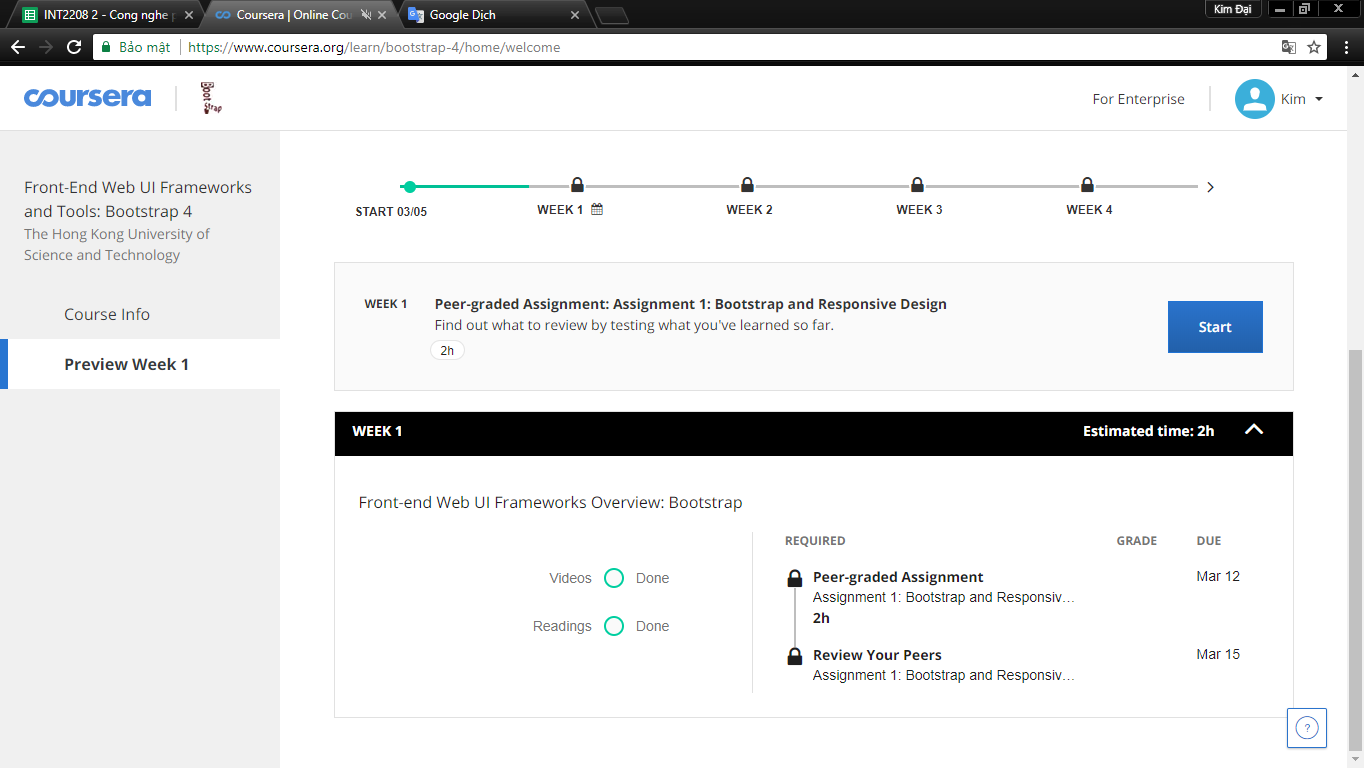 INT2208 2 - Cong nghe p
Coursera | Online Cou
Google Dịch
Kim Đại
Bảo mật
https://www.coursera.org/learn/bootstrap-4/home/welcome
coursera
Boot
Strap
For Enterprise
Kim
Front-End Web UI Frameworks
and Tools: Bootstrap 4
The Hong Kong University of
Science and Technology
Course Info
Preview Week 1
START 03/05
WEEK 1
WEEK 2
WEEK 3
WEEK 4
WEEK 1
Peer-graded Assignment: Assignment 1: Bootstrap and Responsive Design
Find out what to review by testing what you've learned so far.
2h
Start
WEEK 1
Estimated time: 2h
Front-end Web UI Frameworks Overview: Bootstrap
Videos
Done
Readings
Done
REQUIRED
GRADE
DUE
Peer-graded Assignment
Mar 12
Assignment 1: Bootstrap and Responsiv…
2h
Review Your Peers
Mar 15
Assignment 1: Bootstrap and Responsiv…
?